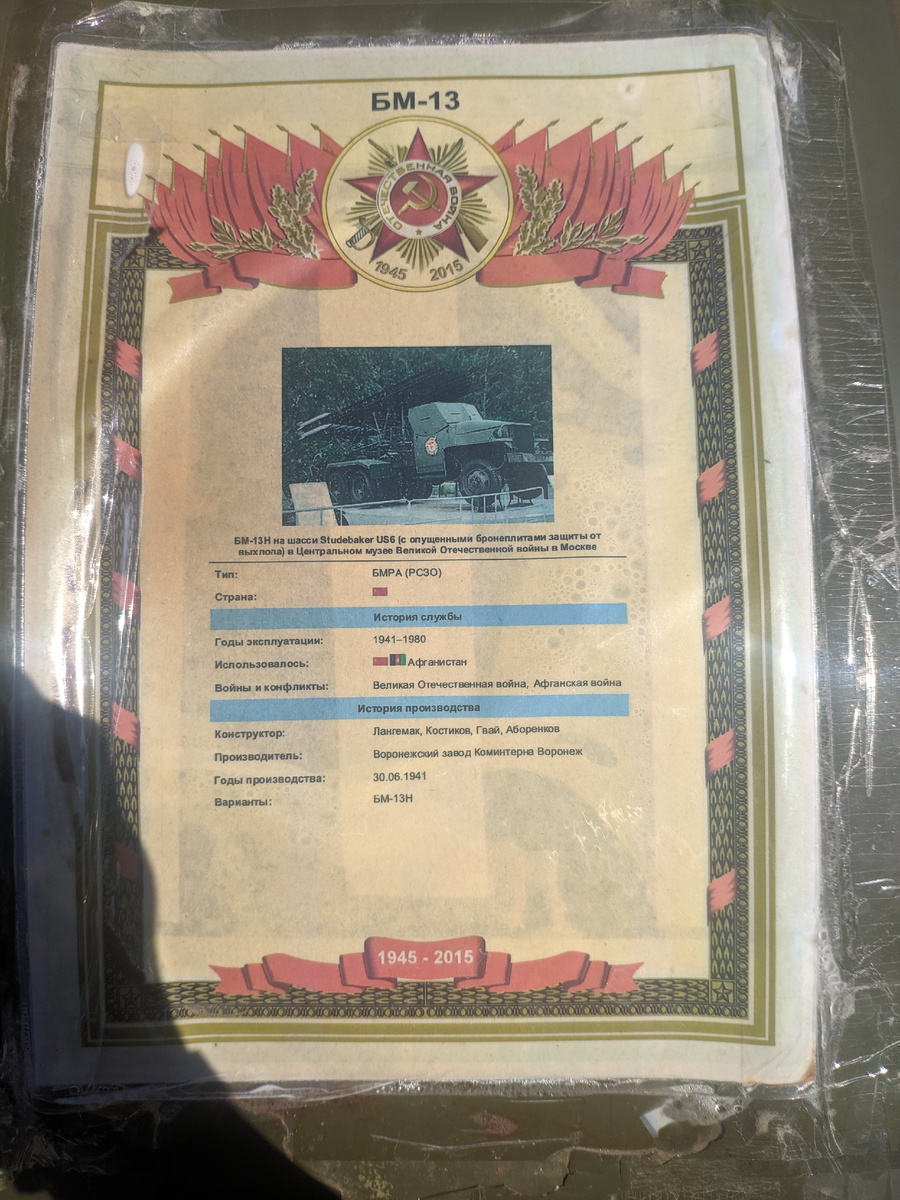 БМ-13
ОТЕЧЕСТВЕННАЯ ВОЙНА
1945 2015
БМ-13Н на шасси Studebaker US6 (с опущенными бронеплитами защиты от
выхлопа) в Центральном музее Великой Отечественной войны в Москве
Тип: БМРА (РСЗО)
Страна:
История службы
Годы эксплуатации: 1941–1980
Использовалось: Афганистан
Войны и конфликты: Великая Отечественная война, Афганская война
История производства
Конструктор: Лангемак, Костиков, Гвай, Аборенков
Производитель: Воронежский завод Коминтерна Воронеж
Годы производства: 30.06.1941
Варианты: БМ-13Н
1945 - 2015